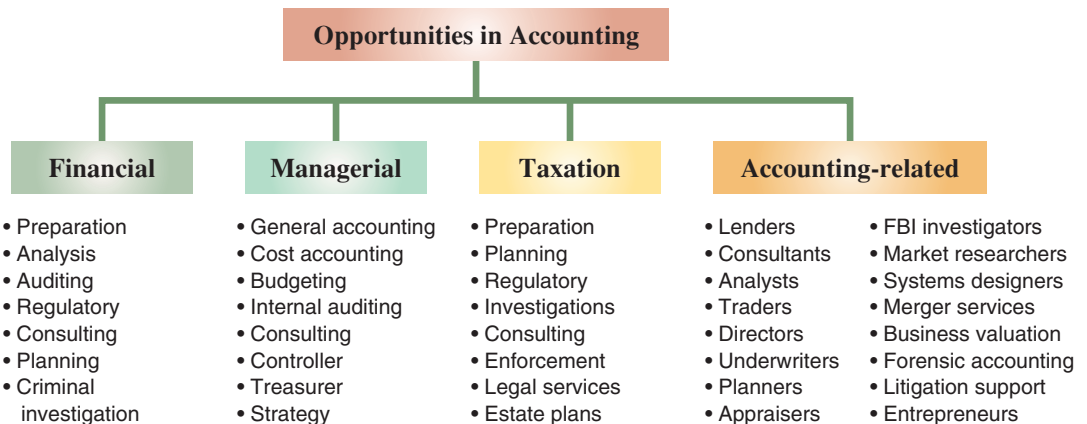 Opportunities in Accounting
Financial
• Preparation
• Analysis
• Auditing
• Regulatory
• Consulting
• Planning
• Criminal
investigation
Managerial
• General accounting
• Cost accounting
• Budgeting
• Internal auditing
• Consulting
• Controller
• Treasurer
• Strategy
Taxation
• Preparation
• Planning
• Regulatory
• Investigations
• Consulting
• Enforcement
• Legal services
• Estate plans
Accounting-related
• Lenders
• Consultants
• Analysts
• Traders
• Directors
• Underwriters
• Planners
• Appraisers
• FBI investigators
• Market researchers
• Systems designers
• Merger services
• Business valuation
• Forensic accounting
• Litigation support
• Entrepreneurs